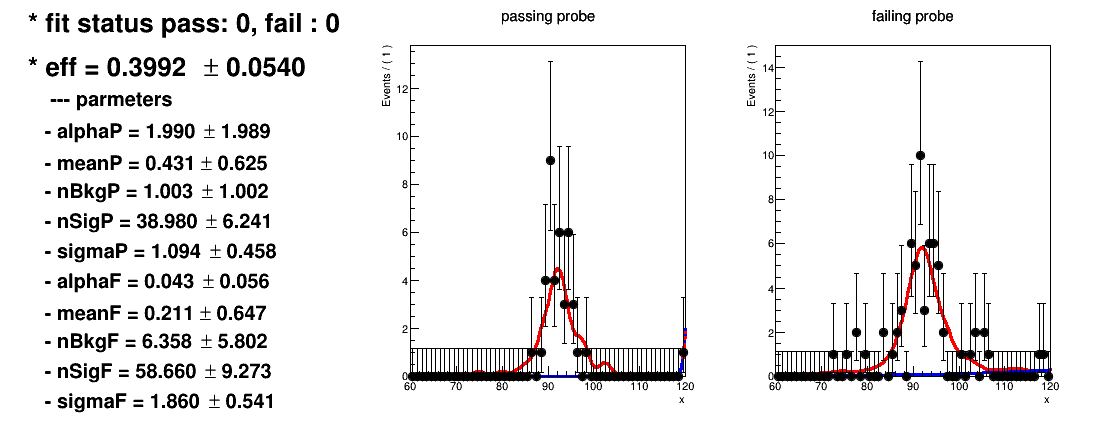 * fit status pass: 0, fail : 0
* eff = 0.3992 ± 0.0540
--- parmeters
- alphaP = 1.990 ± 1.989
- meanP = 0.431 ± 0.625
- nBkgP = 1.003 ± 1.002
- nSigP = 38.980 ± 6.241
- sigmaP = 1.094 ± 0.458
- alphaF = 0.043 ± 0.056
- meanF = 0.211 ± 0.647
- nBkgF = 6.358 ± 5.802
- nSigF = 58.660 ± 9.273
- sigmaF = 1.860 ± 0.541
passing probe
Events / ( 1 )
12
10
8
6
4
2
0
60 70 80 90 100 110 120
x
failing probe
Events / ( 1 )
14
12
10
8
6
4
2
0
60 70 80 90 100 110 120
x